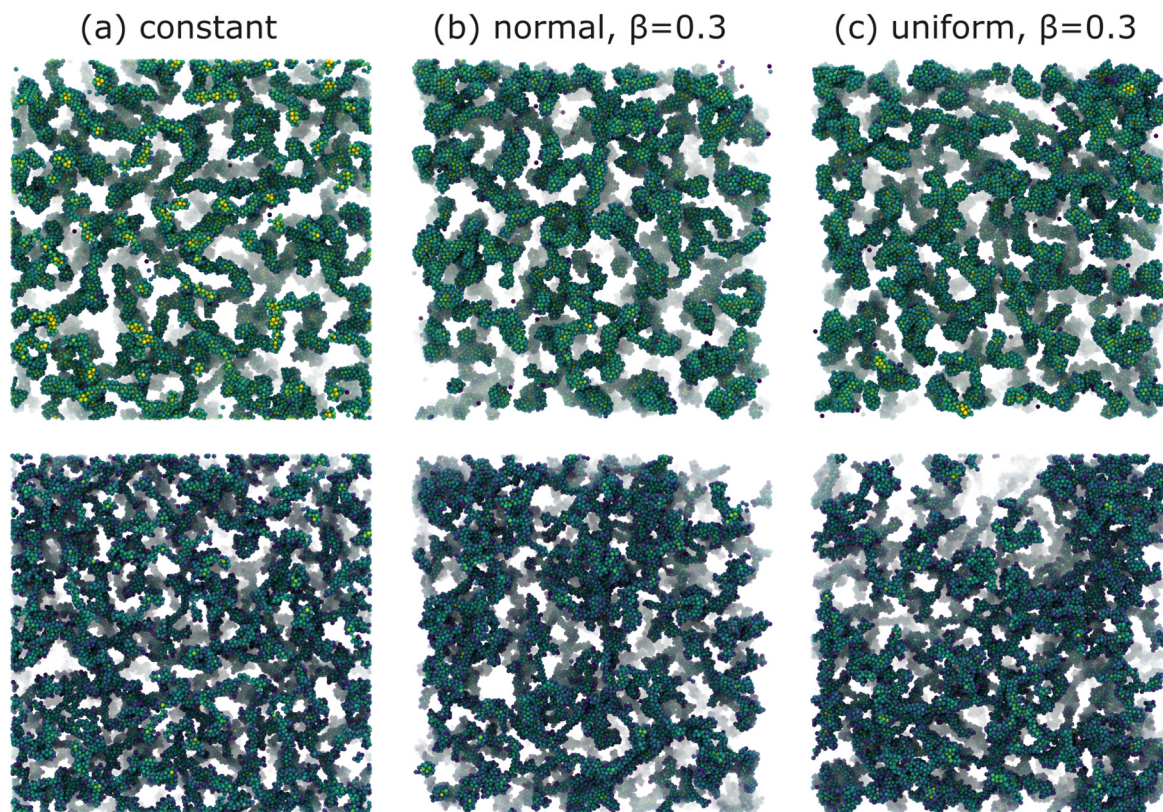 (a) constant
(b) normal, β=0.3
(c) uniform, β=0.3